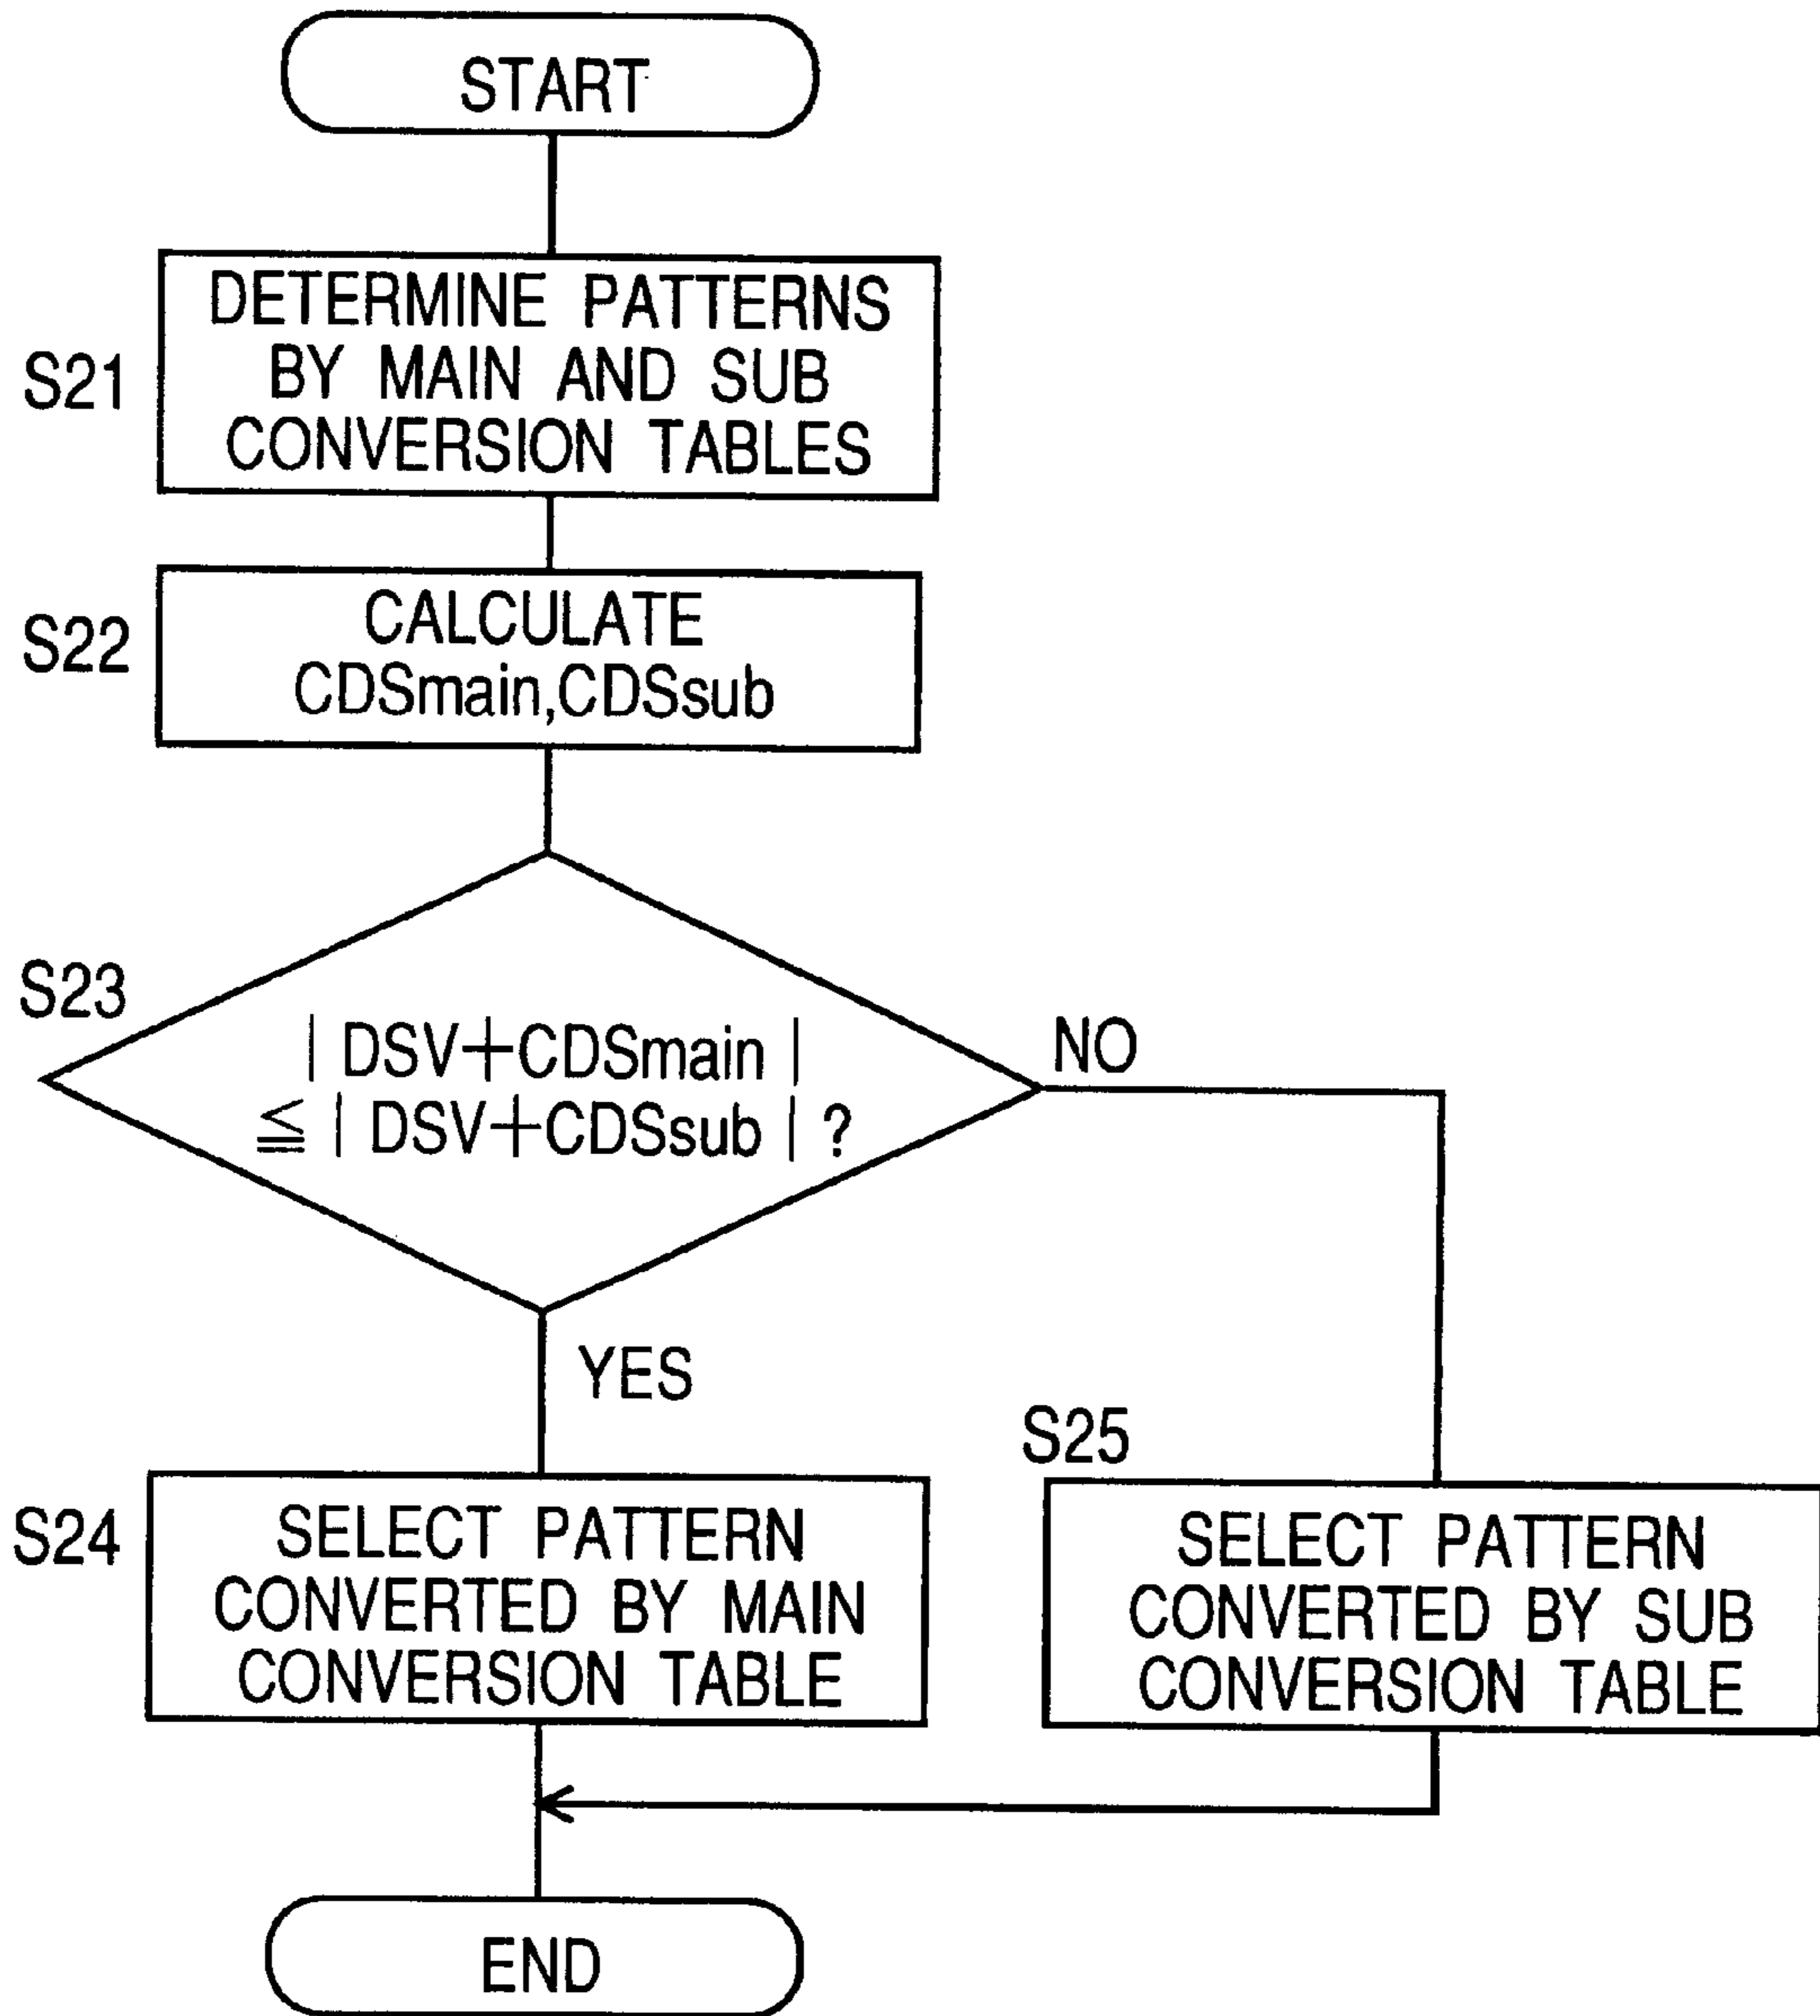 START
S21
DETERMINE PATTERNS
BY MAIN AND SUB
CONVERSION TABLES
S22
CALCULATE
CDSmain,CDSsub
S23
| DSV+CDSmain |
≦ | DSV+CDSsub | ?
NO
YES
S24
SELECT PATTERN
CONVERTED BY MAIN
CONVERSION TABLE
S25
SELECT PATTERN
CONVERTED BY SUB
CONVERSION TABLE
END